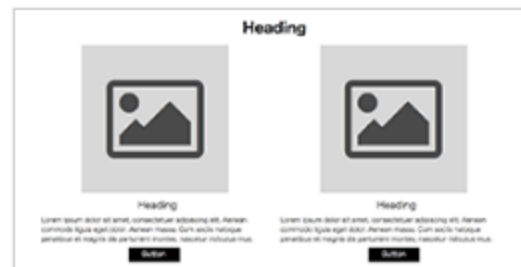 Heading
Heading
Lorem ipsum dolor sit amet, consectetuer adipiscing elit. Aenean
commodo ligula eget dolor. Aenean massa. Cum sociis natoque
penatibus et magnis dis parturient montes, nascetur ridiculus mus.
Button
Heading
Lorem ipsum dolor sit amet, consectetuer adipiscing elit. Aenean
commodo ligula eget dolor. Aenean massa. Cum sociis natoque
penatibus et magnis dis parturient montes, nascetur ridiculus mus.
Button